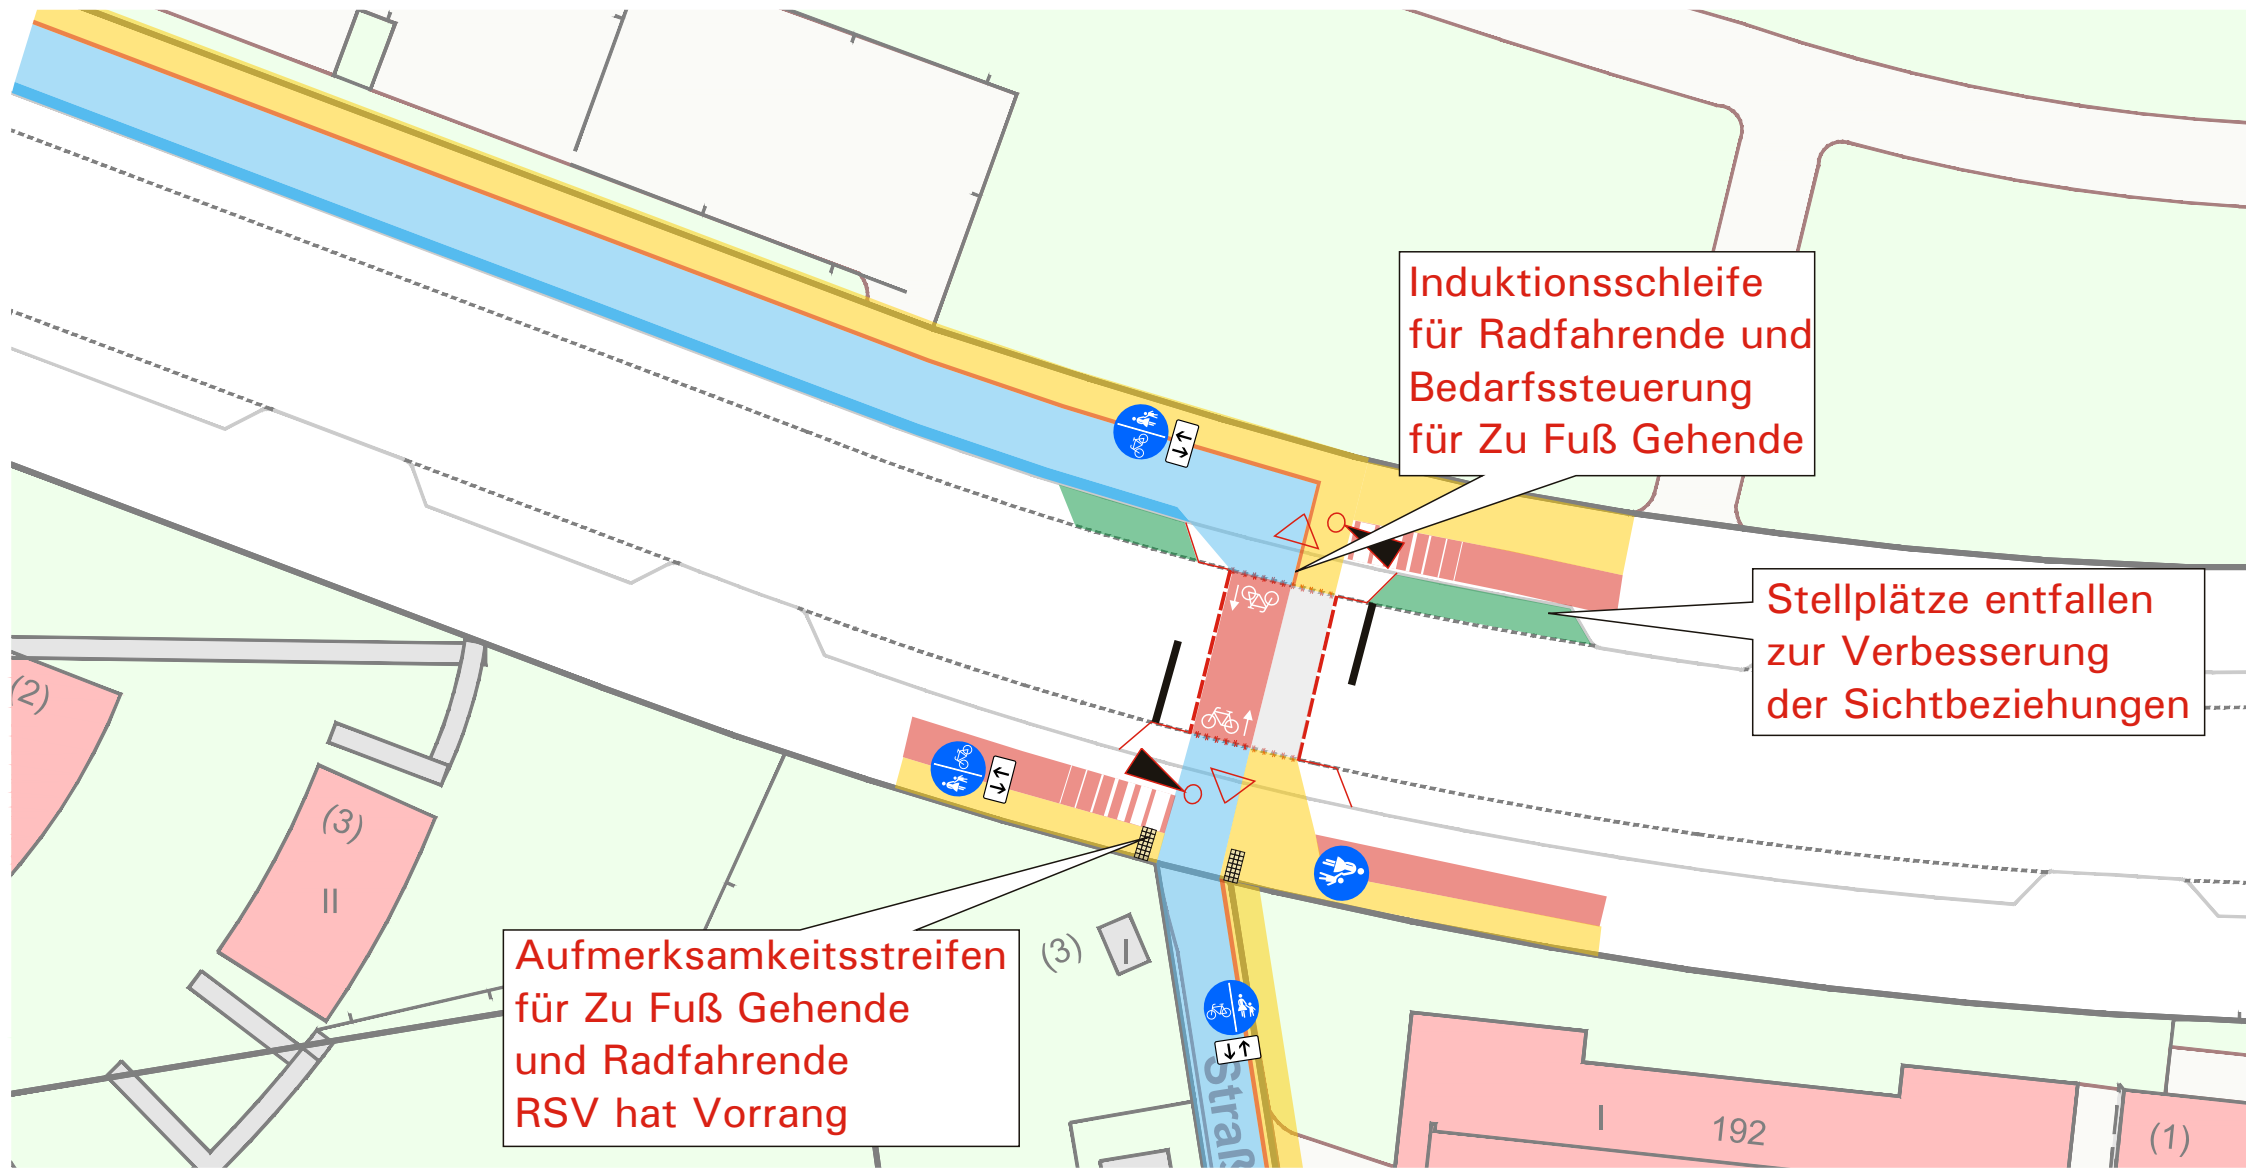 Induktionsschleife
für Radfahrende und
Bedarfssteuerung
für Zu Fuß Gehende
Stellplätze entfallen
zur Verbesserung
der Sichtbeziehungen
(2)
(3)
II
Aufmerksamkeitsstreifen
für Zu Fuß Gehende
und Radfahrende
RSV hat Vorrang
(3)
I
Straß
I
192
(1)